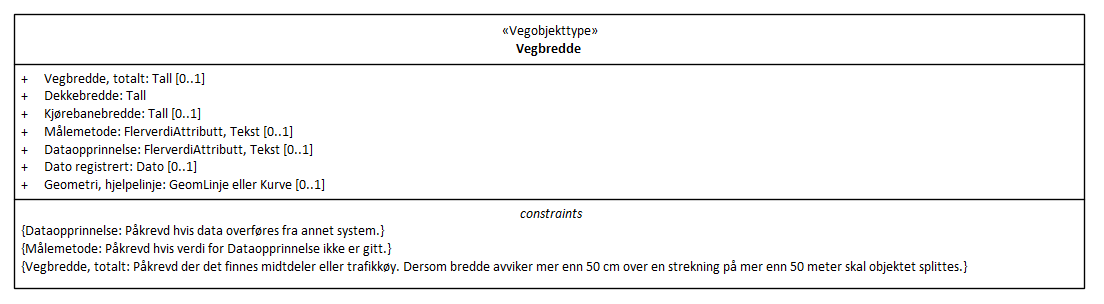 «Vegobjekttype»
Vegbredde
+ Vegbredde, totalt: Tall [0..1]
+ Dekkebredde: Tall
+ Kjørebanebredde: Tall [0..1]
+ Målemetode: FlerverdiAttributt, Tekst [0..1]
+ Dataopprinnelse: FlerverdiAttributt, Tekst [0..1]
+ Dato registrert: Dato [0..1]
+ Geometri, hjelpelinje: GeomLinje eller Kurve [0..1]
constraints
{Dataopprinnelse: Påkrevd hvis data overføres fra annet system.}
{Målemetode: Påkrevd hvis verdi for Dataopprinnelse ikke er gitt.}
{Vegbredde, totalt: Påkrevd der det finnes midtdeler eller trafikkøy. Dersom bredde avviker mer enn 50 cm over en strekning på mer enn 50 meter skal objektet splittes.}